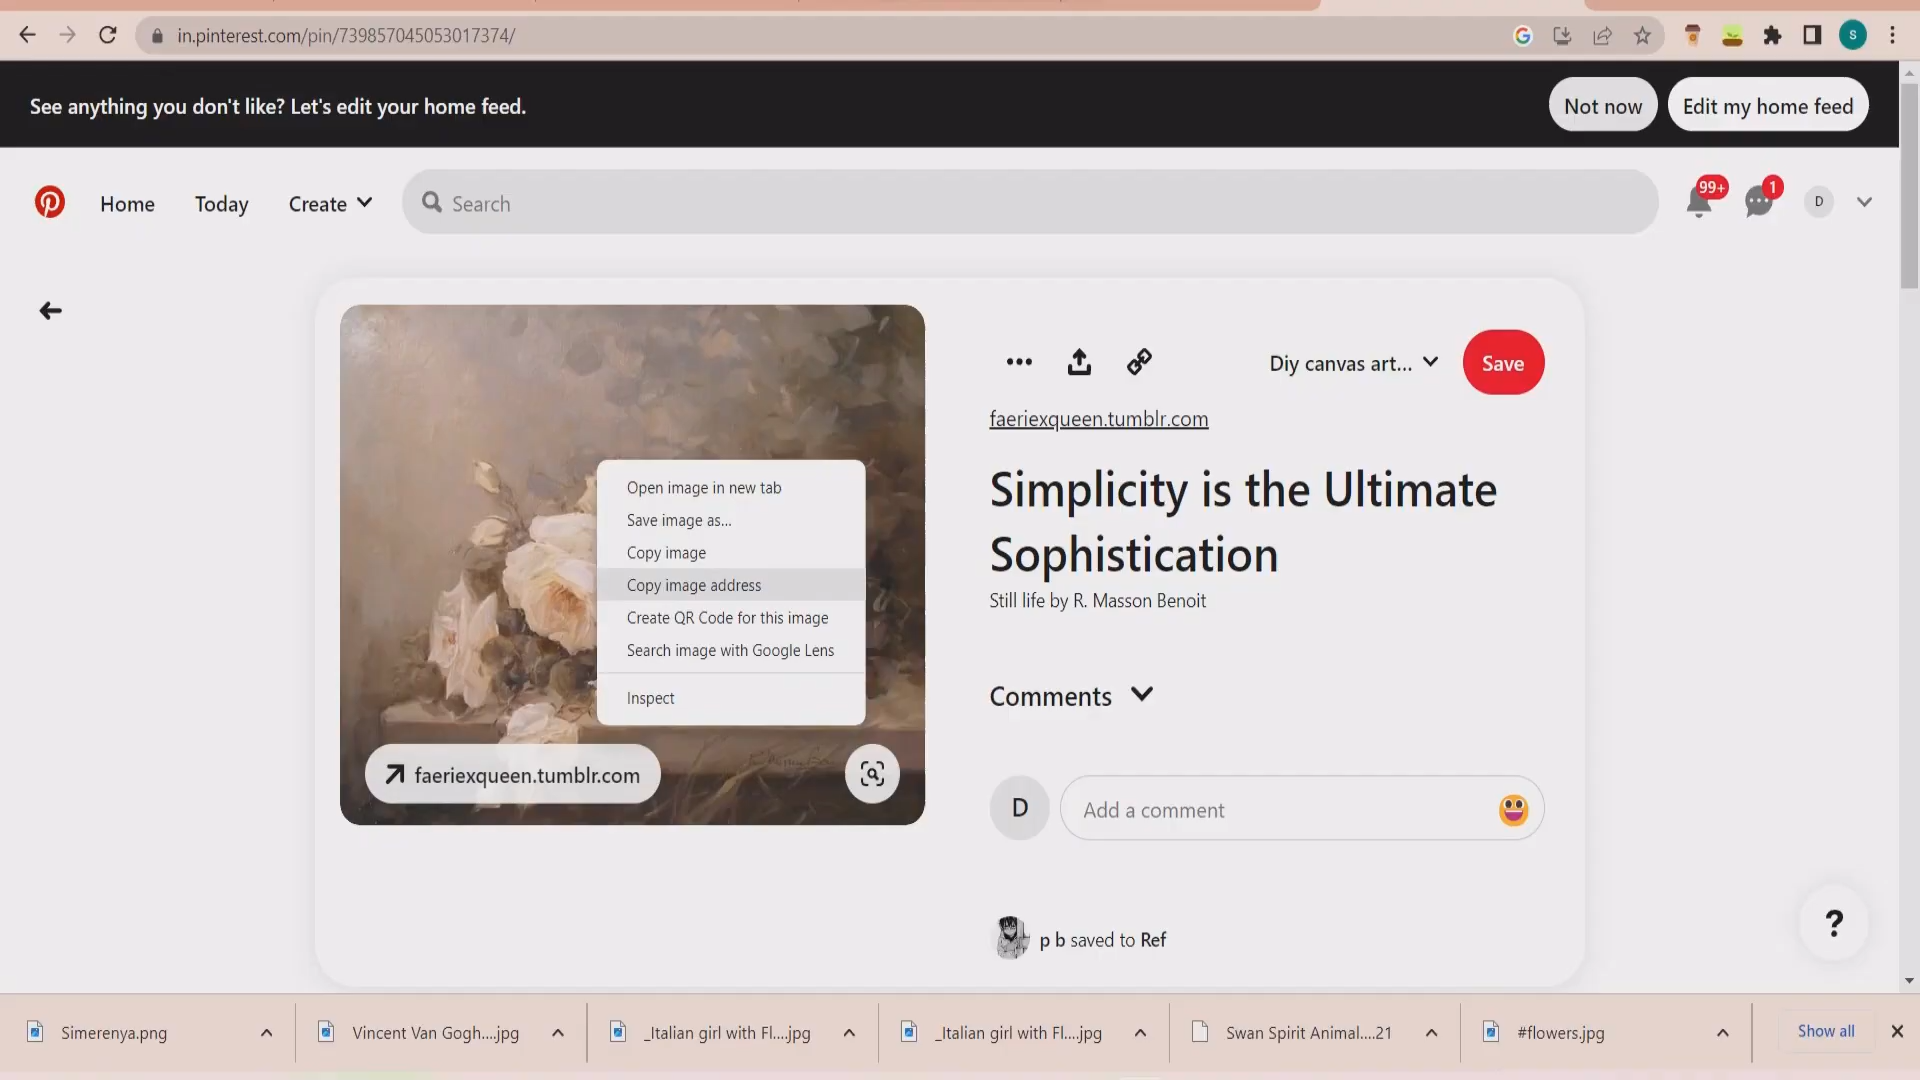 in.pinterest.com/pin/739857045053017374/
S
See anything you don't like? Let's edit your home feed.
Not now
Edit my home feed
Home
Today
Create
Search
99+
1
D
Diy canvas art...
Save
faeriexqueen.tumblr.com
Simplicity is the Ultimate
Sophistication
Still life by R. Masson Benoit
Open image in new tab
Save image as...
Copy image
Copy image address
Create QR Code for this image
Search image with Google Lens
Inspect
faeriexqueen.tumblr.com
Comments
D
Add a comment
p b saved to Ref
?
Simerenya.png
Vincent Van Gogh....jpg
_Italian girl with Fl....jpg
_Italian girl with Fl....jpg
Swan Spirit Animal....21
#flowers.jpg
Show all